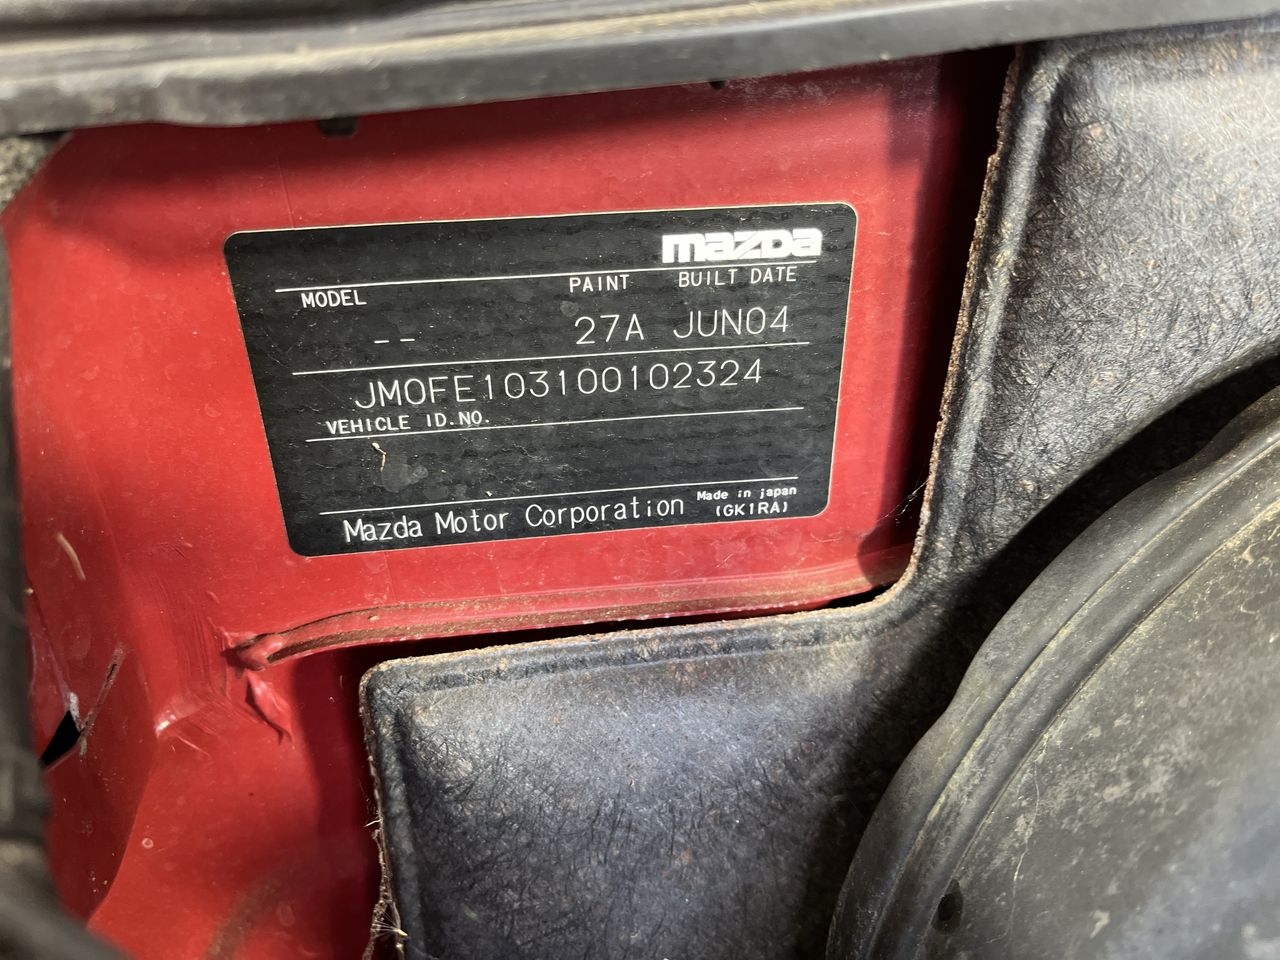 mazda
MODEL PAINT BUILT DATE
-- 27A JUN04
JM0FE103100102324
VEHICLE ID.NO.
Mazda Motor Corporation Made in japan
(GK1RA)